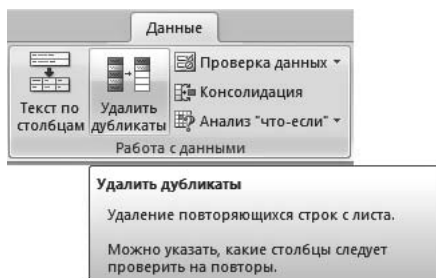 Данные
Текст по столбцам
Удалить дубликаты
Проверка данных
Консолидация
Анализ "что-если"
Работа с данными
Удалить дубликаты
Удаление повторяющихся строк с листа.
Можно указать, какие столбцы следует
проверить на повторы.